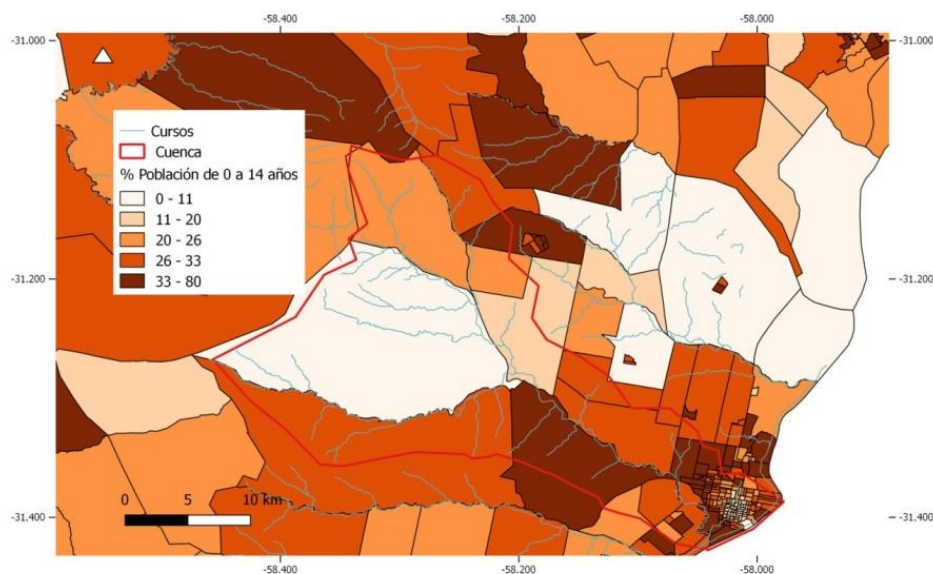 -58.400 -58.200 -58.000
-31.000 -31.000
Cursos
Cuenca
% Población de 0 a 14 años
0 - 11
11 - 20
20 - 26
26 - 33
33 - 80
-31.200 -31.200
0 5 10 km
-31.400 -31.400
-58.400 -58.200 -58.000